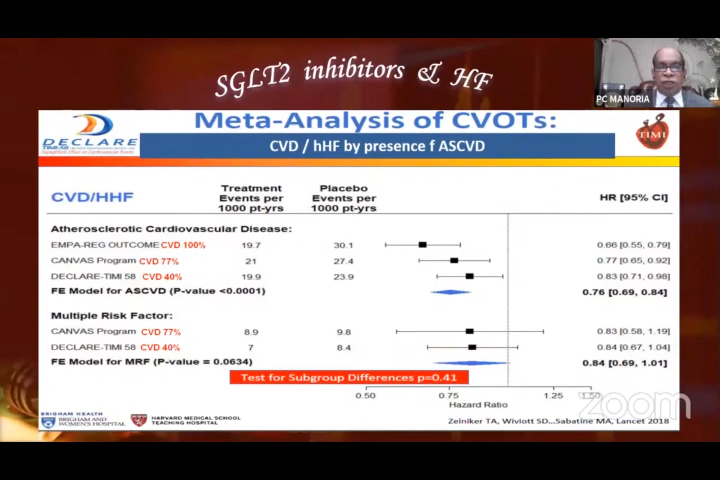 SGLT2 inhibitors & HF
PC MANORIA
Meta-Analysis of CVOTs:
CVD / hHF by presence f ASCVD
DECLARE
TIMI-58
TIMI
CVD/HHF
Treatment Events per 1000 pt-yrs
Placebo Events per 1000 pt-yrs
HR [95% CI]
Atherosclerotic Cardiovascular Disease:
EMPA-REG OUTCOME CVD 100% 19.7 30.1 0.66 [0.55, 0.79]
CANVAS Program CVD 77% 21 27.4 0.77 [0.65, 0.92]
DECLARE-TIMI 58 CVD 40% 19.9 23.9 0.83 [0.71, 0.98]
FE Model for ASCVD (P-value <0.0001) 0.76 [0.69, 0.84]
Multiple Risk Factor:
CANVAS Program CVD 77% 8.9 9.8 0.83 [0.58, 1.19]
DECLARE-TIMI 58 CVD 40% 7 8.4 0.84 [0.67, 1.04]
FE Model for MRF (P-value = 0.0634) 0.84 [0.69, 1.01]
Test for Subgroup Differences p=0.41
0.50 0.75 1.25 1.50
Hazard Ratio
zoom
BRIGHAM HEALTH
BRIGHAM AND WOMEN'S HOSPITAL
HARVARD MEDICAL SCHOOL
TEACHING HOSPITAL
Zelniker TA, Wiviott SD...Sabatine MA, Lancet 2018